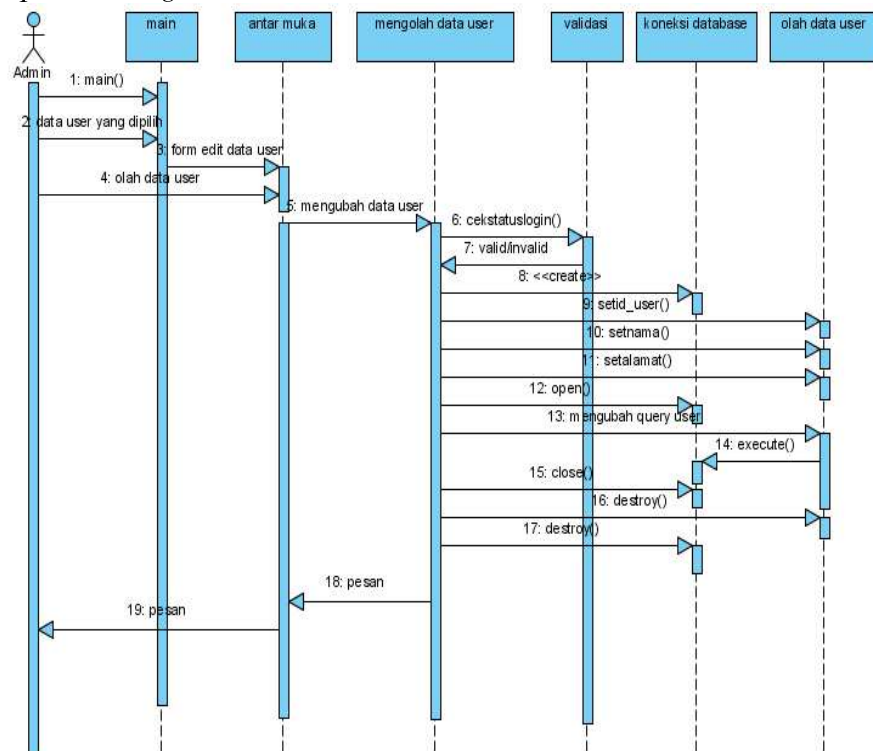 main
antar muka
mengolah data user
validasi
koneksi database
olah data user
Admin
1: main()
2: data user yang dipilih
3: form edit data user
4: olah data user
5: mengubah data user
6: cekstatuslogin()
7: valid/invalid
8: <<create>>
9: setid_user()
10: setnama()
11: setalamat()
12: open()
13: mengubah query user
14: execute()
15: close()
16: destroy()
17: destroy()
18: pesan
19: pesan